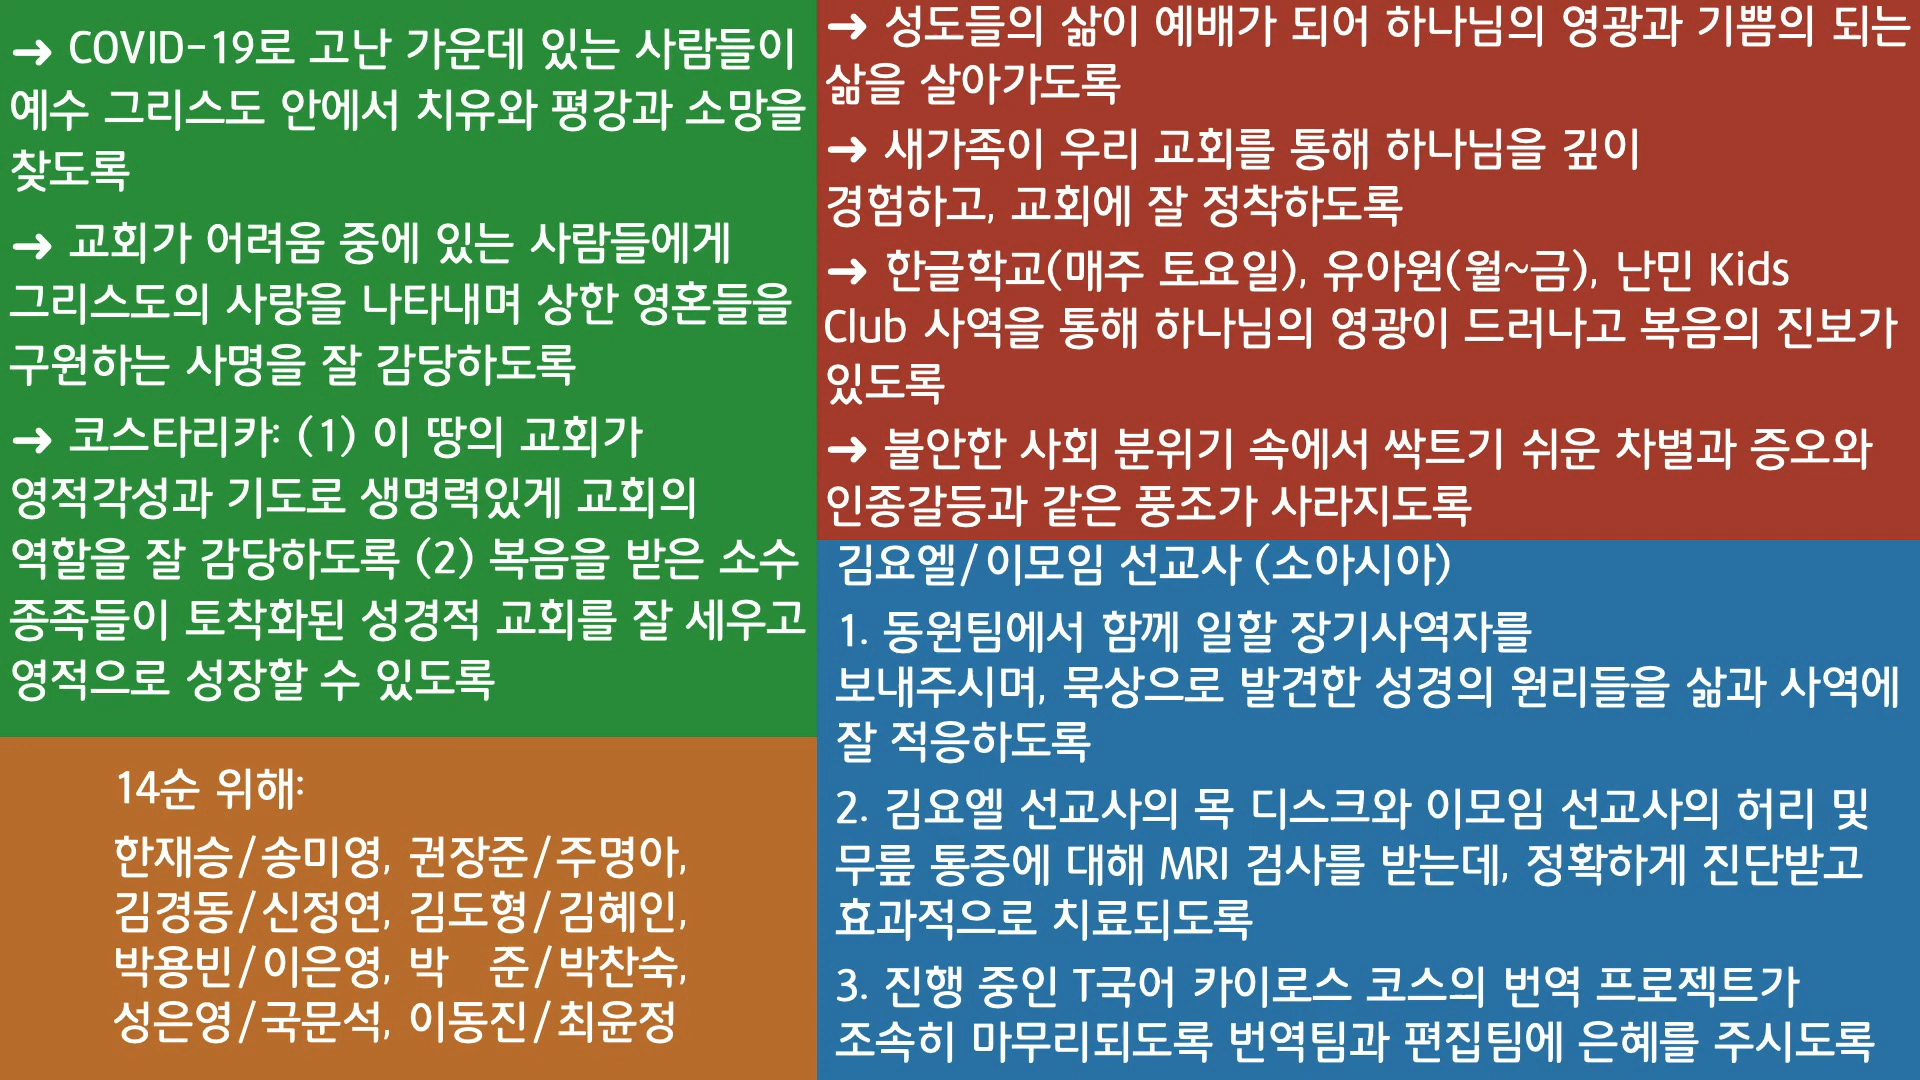 → COVID-19로 고난 가운데 있는 사람들이
예수 그리스도 안에서 치유와 평강과 소망을
찾도록
→ 교회가 어려움 중에 있는 사람들에게
그리스도의 사랑을 나타내며 상한 영혼들을
구원하는 사명을 잘 감당하도록
→ 코스타리카: (1) 이 땅의 교회가
영적각성과 기도로 생명력있게 교회의
역할을 잘 감당하도록 (2) 복음을 받은 소수
종족들이 토착화된 성경적 교회를 잘 세우고
영적으로 성장할 수 있도록
14순 위해:
한재승/송미영, 권장준/주명아,
김경동/신정연, 김도형/김혜인,
박용빈/이은영, 박 준/박찬숙,
성은영/국문석, 이동진/최윤정
→ 성도들의 삶이 예배가 되어 하나님의 영광과 기쁨의 되는
삶을 살아가도록
→ 새가족이 우리 교회를 통해 하나님을 깊이
경험하고, 교회에 잘 정착하도록
→ 한글학교(매주 토요일), 유아원(월~금), 난민 Kids
Club 사역을 통해 하나님의 영광이 드러나고 복음의 진보가
있도록
→ 불안한 사회 분위기 속에서 싹트기 쉬운 차별과 증오와
인종갈등과 같은 풍조가 사라지도록
김요엘/이모임 선교사 (소아시아)
1. 동원팀에서 함께 일할 장기사역자를
보내주시며, 묵상으로 발견한 성경의 원리들을 삶과 사역에
잘 적응하도록
2. 김요엘 선교사의 목 디스크와 이모임 선교사의 허리 및
무릎 통증에 대해 MRI 검사를 받는데, 정확하게 진단받고
효과적으로 치료되도록
3. 진행 중인 T국어 카이로스 코스의 번역 프로젝트가
조속히 마무리되도록 번역팀과 편집팀에 은혜를 주시도록